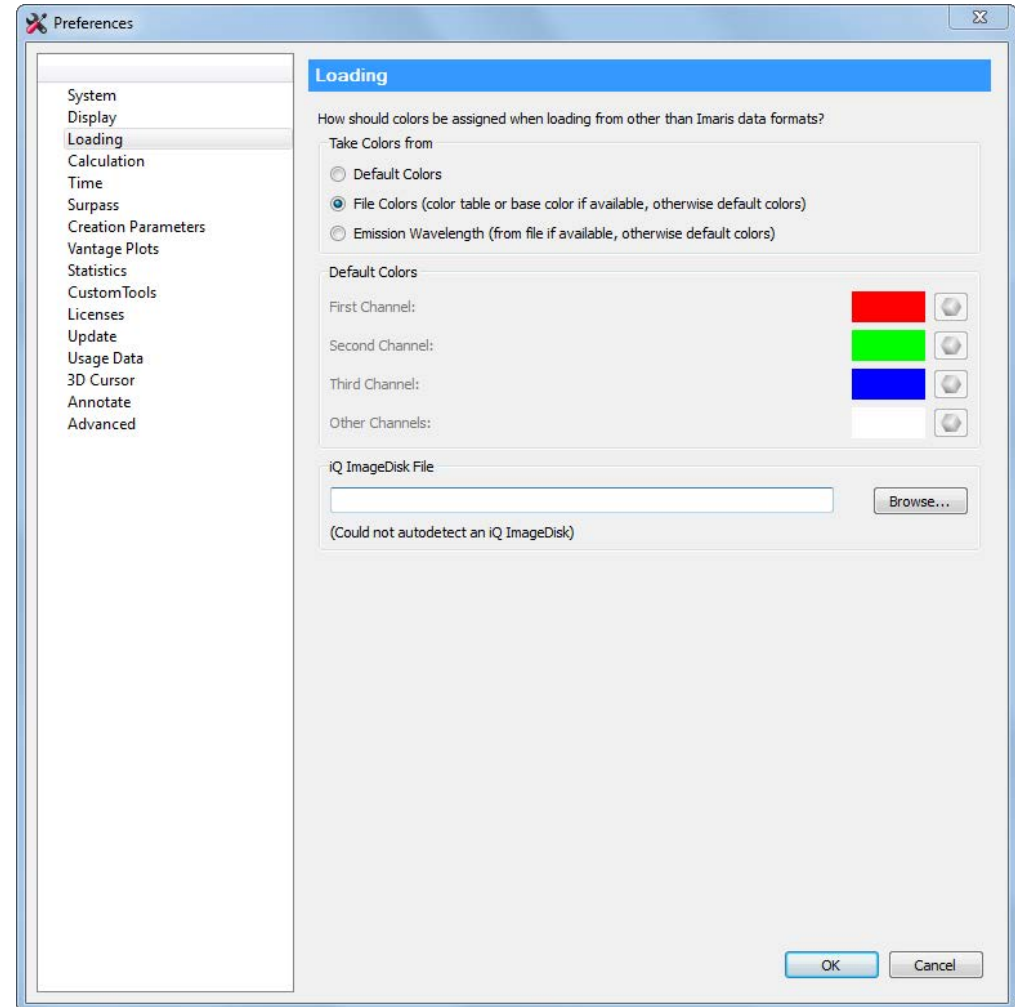 Preferences
System
Display
Loading
Calculation
Time
Surpass
Creation Parameters
Vantage Plots
Statistics
CustomTools
Licenses
Update
Usage Data
3D Cursor
Annotate
Advanced
Loading
How should colors be assigned when loading from other than Imaris data formats?
Take Colors from
Default Colors
File Colors (color table or base color if available, otherwise default colors)
Emission Wavelength (from file if available, otherwise default colors)
Default Colors
First Channel:
Second Channel:
Third Channel:
Other Channels:
iQ ImageDisk File
Browse...
(Could not autodetect an iQ ImageDisk)
OK
Cancel